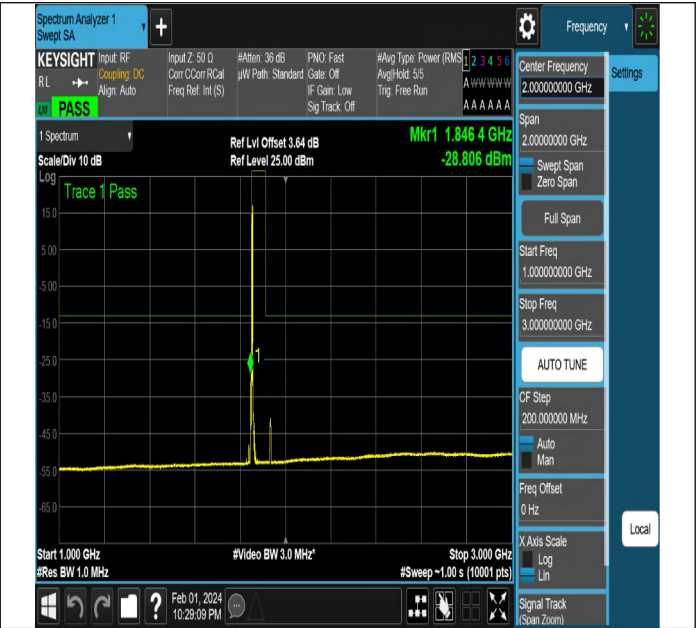 Spectrum Analyzer 1
Swept SA
+
Frequency
KEYSIGHT
RL
Input: RF
Coupling: DC
Align: Auto
Input Z: 50 Ω
Corr CCorr RCal
Freq Ref: Int (S)
#Atten: 36 dB
µW Path: Standard
PNO: Fast
Gate: Off
IF Gain: Low
Sig Track: Off
#Avg Type: Power (RMS
Avg|Hold: 5/5
Trig: Free Run
1 2 3 4 5 6
A W W W W W
A A A A A A
PASS
1 Spectrum
Scale/Div 10 dB
Ref Lvl Offset 3.64 dB
Ref Level 25.00 dBm
Mkr1 1.846 4 GHz
-28.806 dBm
Log
Trace 1 Pass
15.0
5.00
-5.00
-15.0
-25.0
-35.0
-45.0
-55.0
-65.0
1
Start 1.000 GHz
#Res BW 1.0 MHz
#Video BW 3.0 MHz*
Stop 3.000 GHz
#Sweep ~1.00 s (10001 pts)
Feb 01, 2024
10:29:09 PM
?
Center Frequency
2.000000000 GHz
Settings
Span
2.00000000 GHz
Swept Span
Zero Span
Full Span
Start Freq
1.000000000 GHz
Stop Freq
3.000000000 GHz
AUTO TUNE
CF Step
200.000000 MHz
Auto
Man
Freq Offset
0 Hz
X Axis Scale
Log
Lin
Local
Signal Track
(Span Zoom)